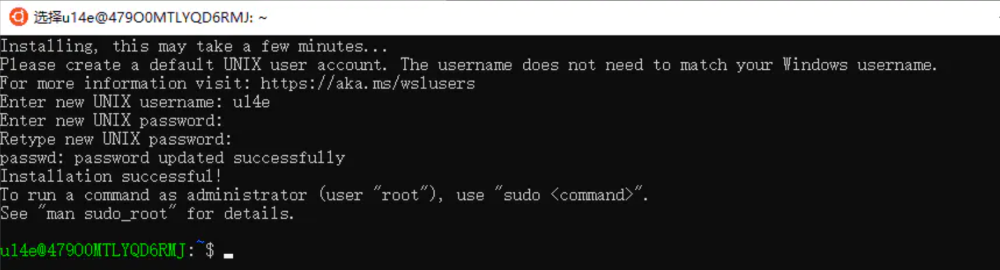 选择u14e@479O0MTLYQD6RMJ: ~
Installing, this may take a few minutes...
Please create a default UNIX user account. The username does not need to match your Windows username.
For more information visit: https://aka.ms/wslusers
Enter new UNIX username: u14e
Enter new UNIX password:
Retype new UNIX password:
passwd: password updated successfully
Installation successful!
To run a command as administrator (user "root"), use "sudo <command>".
See "man sudo_root" for details.
u14e@479O0MTLYQD6RMJ:~$